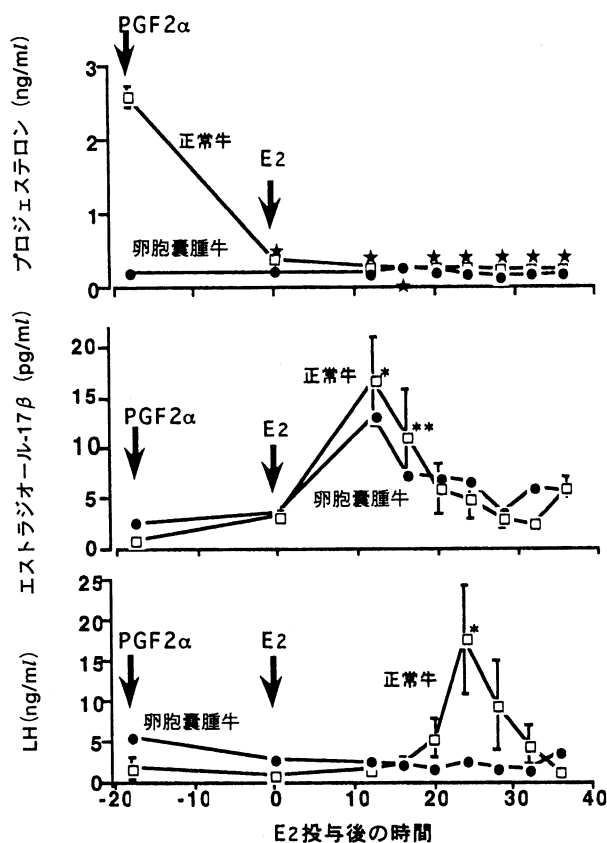 PGF2α
プロジェステロン (ng/ml)
3
正常牛
2
E2
1
卵胞嚢腫牛
0
エストラジオール-17β (pg/ml)
20
正常牛
*
15
PGF2α
E2
**
10
卵胞嚢腫牛
5
0
LH(ng/ml)
25
PGF2α
E2
20
*
15
正常牛
10
卵胞嚢腫牛
5
0
-20 -10 0 10 20 30 40
E2投与後の時間